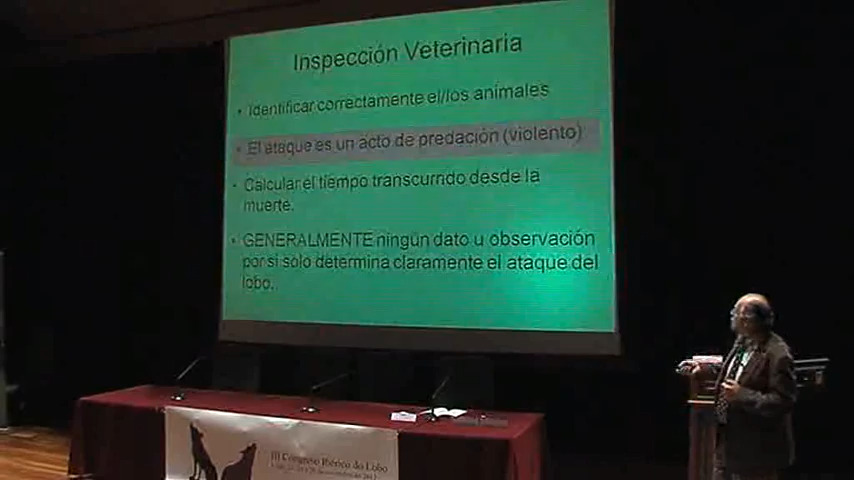 Inspección Veterinaria
• Identificar correctamente el/los animales
• El ataque es un acto de predación (violento)
• Calcular el tiempo transcurrido desde la
muerte.
• GENERALMENTE ningún dato u observación
por si solo determina claramente el ataque del
lobo.
III Congresso Ibérico do Lobo